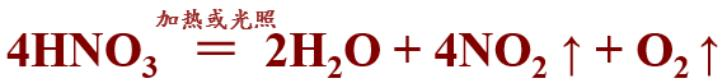 加热或光照
4HNO₃ = 2H₂O + 4NO₂ ↑ + O₂ ↑